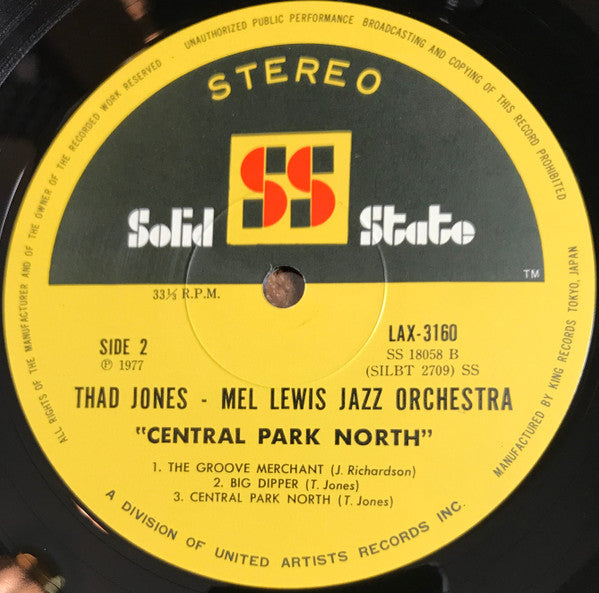 ALL RIGHTS OF THE MANUFACTURER AND OF THE OWNER OF THE RECORDED WORK RESERVED UNAUTHORIZED PUBLIC PERFORMANCE BROADCASTING AND COPYING OF THIS RECORD PROHIBITED
STEREO
SS
Solid State
TM
33⅓ R.P.M.
SIDE 2
℗ 1977
LAX-3160
SS 18058 B
(SILBT 2709) SS
THAD JONES - MEL LEWIS JAZZ ORCHESTRA
"CENTRAL PARK NORTH"
1. THE GROOVE MERCHANT (J. Richardson)
2. BIG DIPPER (T. Jones)
3. CENTRAL PARK NORTH (T. Jones)
A DIVISION OF UNITED ARTISTS RECORDS INC.
MANUFACTURED BY KING RECORDS TOKYO, JAPAN